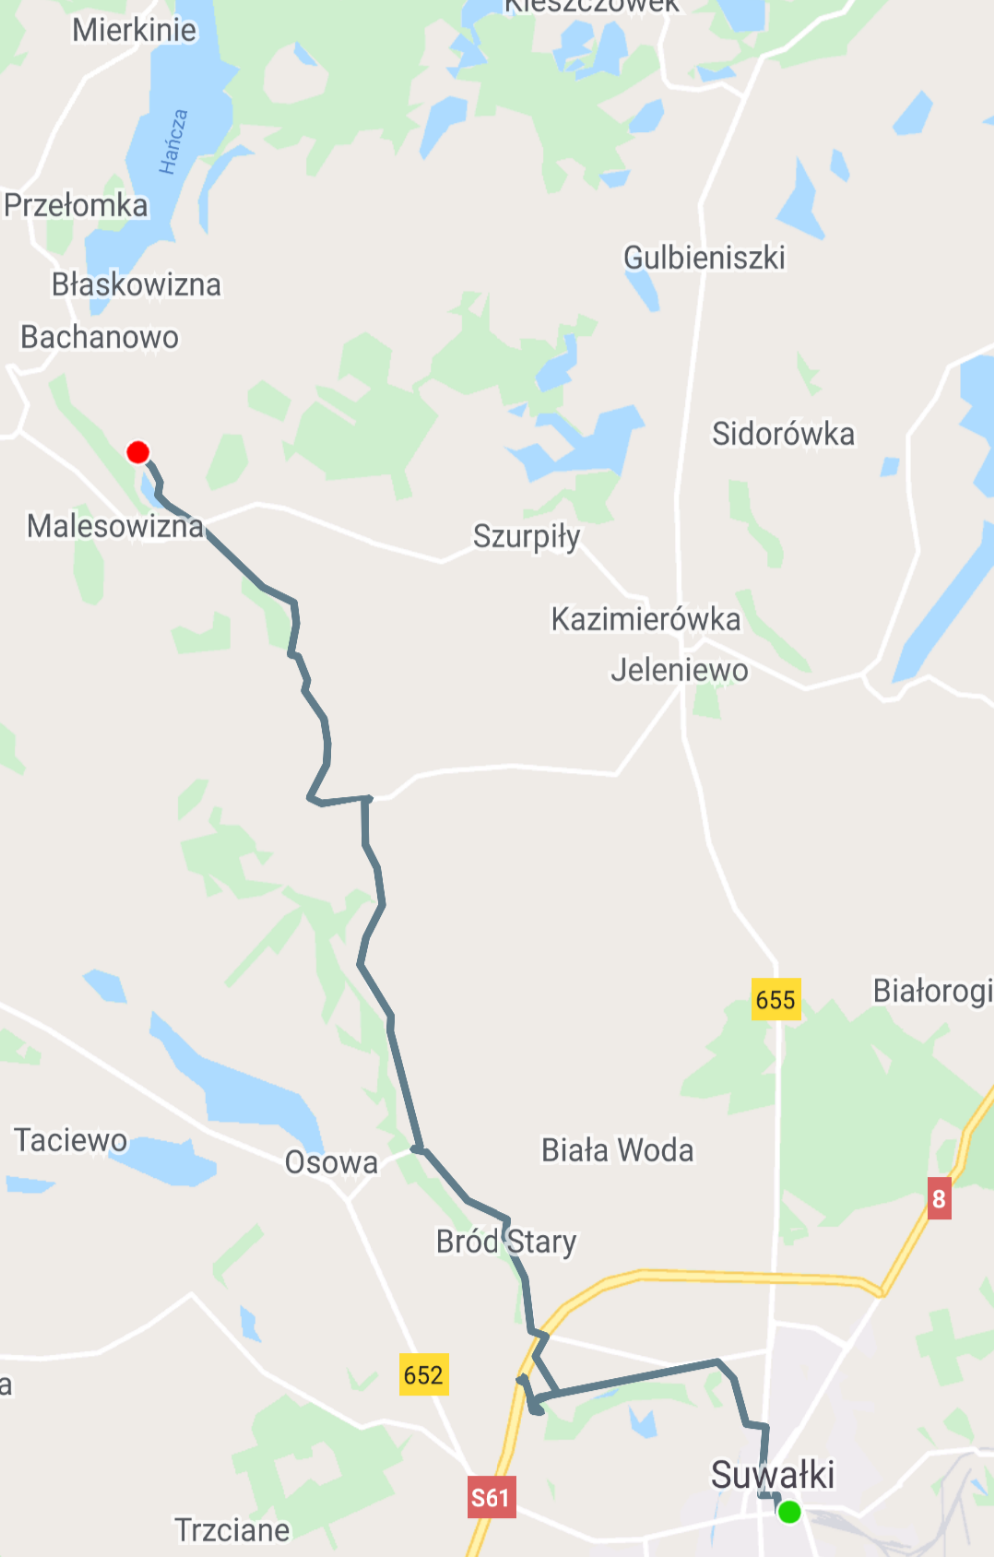 Kleszczówek
Mierkinie
Hańcza
Przełomka
Gulbieniszki
Błaskowizna
Bachanowo
Sidorówka
Malesowizna
Szurpiły
Kazimierówka
Jeleniewo
655
Białorogi
Taciewo
Osowa
Biała Woda
8
Bród Stary
652
a
Suwałki
S61
Trzciane